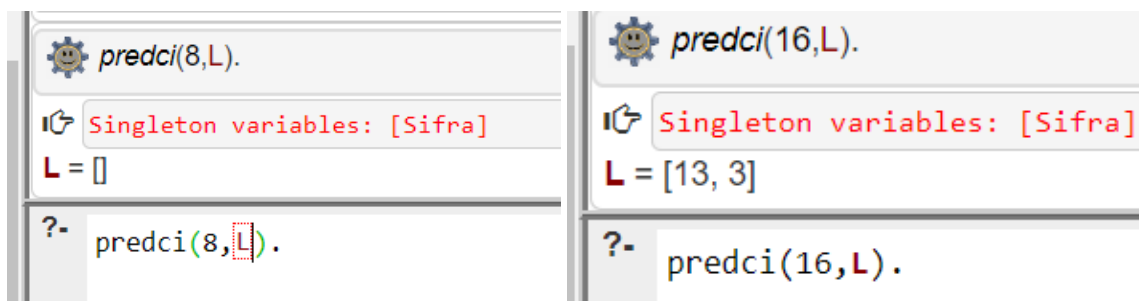 predci(8,L).
Singleton variables: [Sifra]
L = []
?- predci(8,L).
predci(16,L).
Singleton variables: [Sifra]
L = [13, 3]
?- predci(16,L).